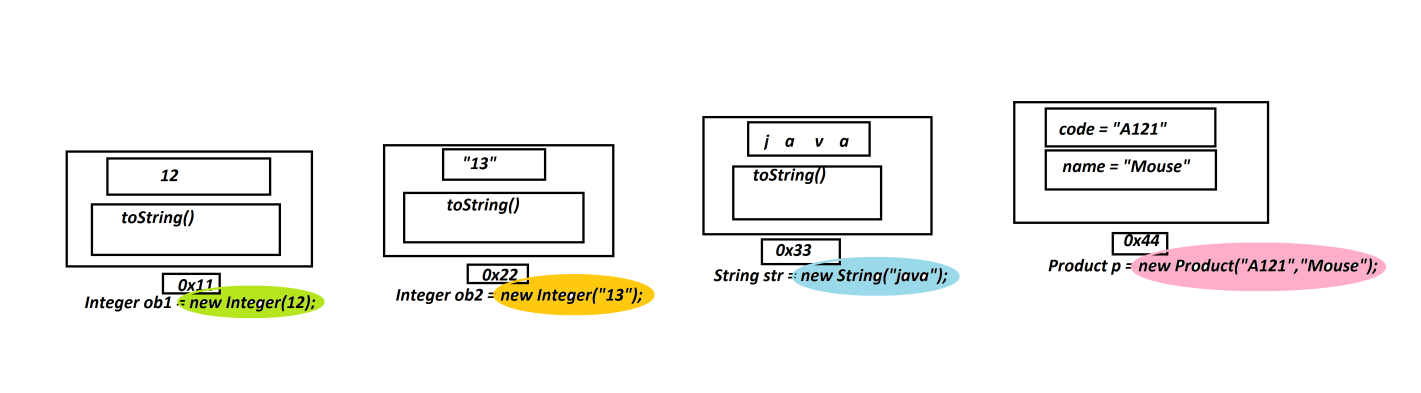 12
toString()
0x11
Integer ob1 = new Integer(12);
"13"
toString()
0x22
Integer ob2 = new Integer("13");
j a v a
toString()
0x33
String str = new String("java");
code = "A121"
name = "Mouse"
0x44
Product p = new Product("A121","Mouse");